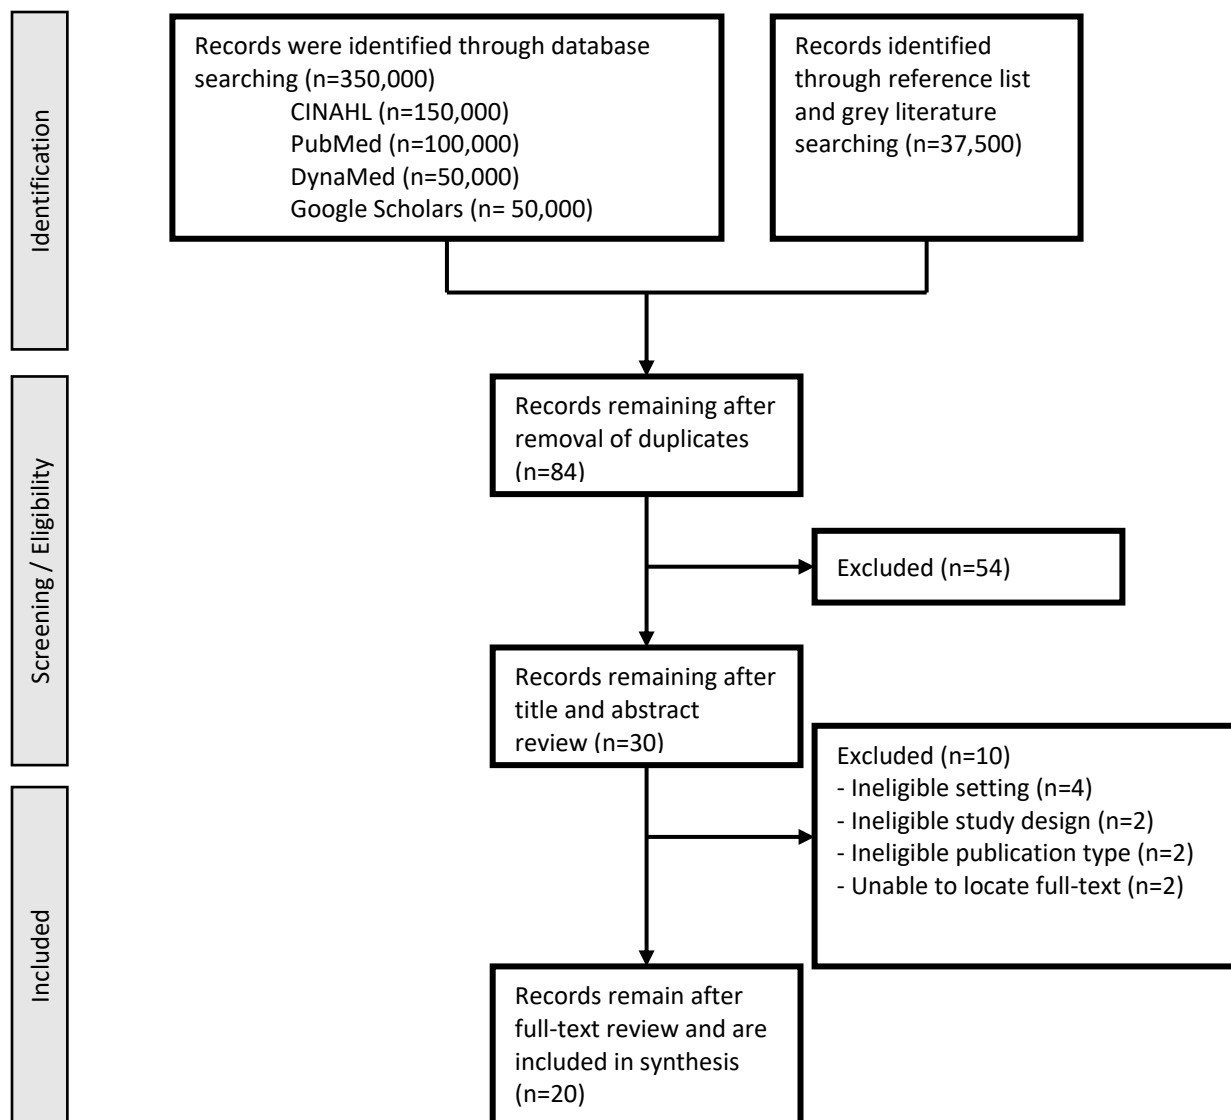 Identification
Records were identified through database
searching (n=350,000)
CINAHL (n=150,000)
PubMed (n=100,000)
DynaMed (n=50,000)
Google Scholars (n= 50,000)
Records identified
through reference list
and grey literature
searching (n=37,500)
Screening / Eligibility
Records remaining after
removal of duplicates
(n=84)
Excluded (n=54)
Records remaining after
title and abstract
review (n=30)
Excluded (n=10)
- Ineligible setting (n=4)
- Ineligible study design (n=2)
- Ineligible publication type (n=2)
- Unable to locate full-text (n=2)
Included
Records remain after
full-text review and are
included in synthesis
(n=20)